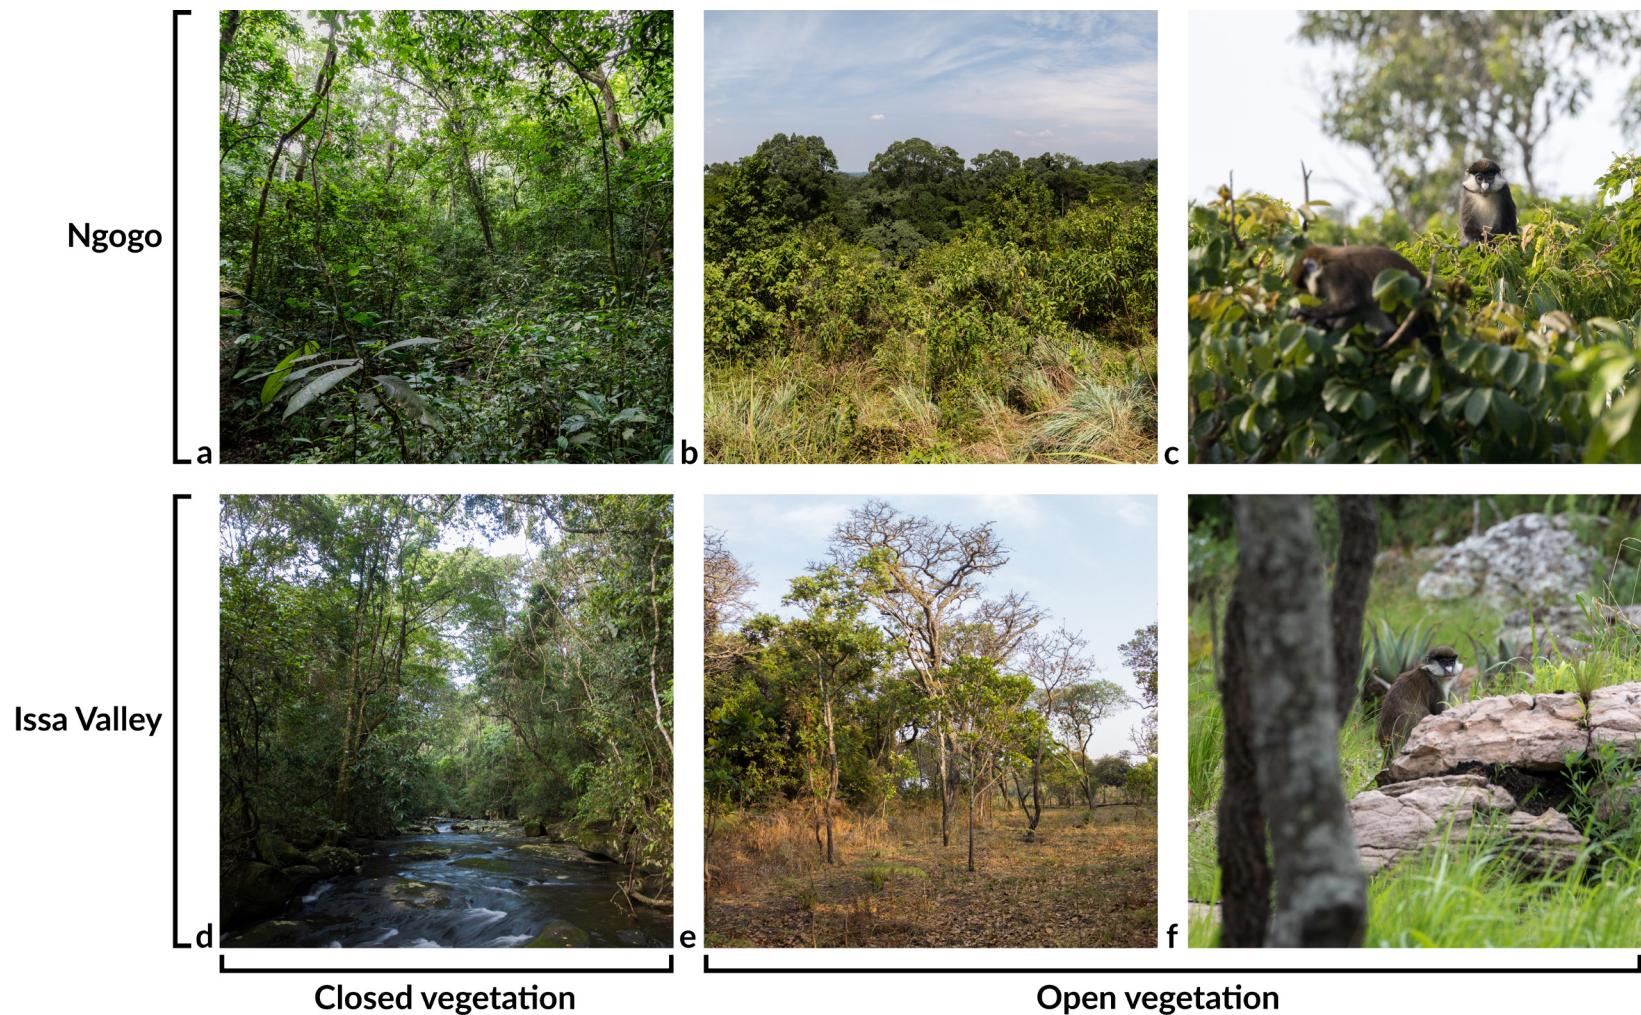 Ngogo
a
b
c
Issa Valley
d
e
f
Closed vegetation
Open vegetation